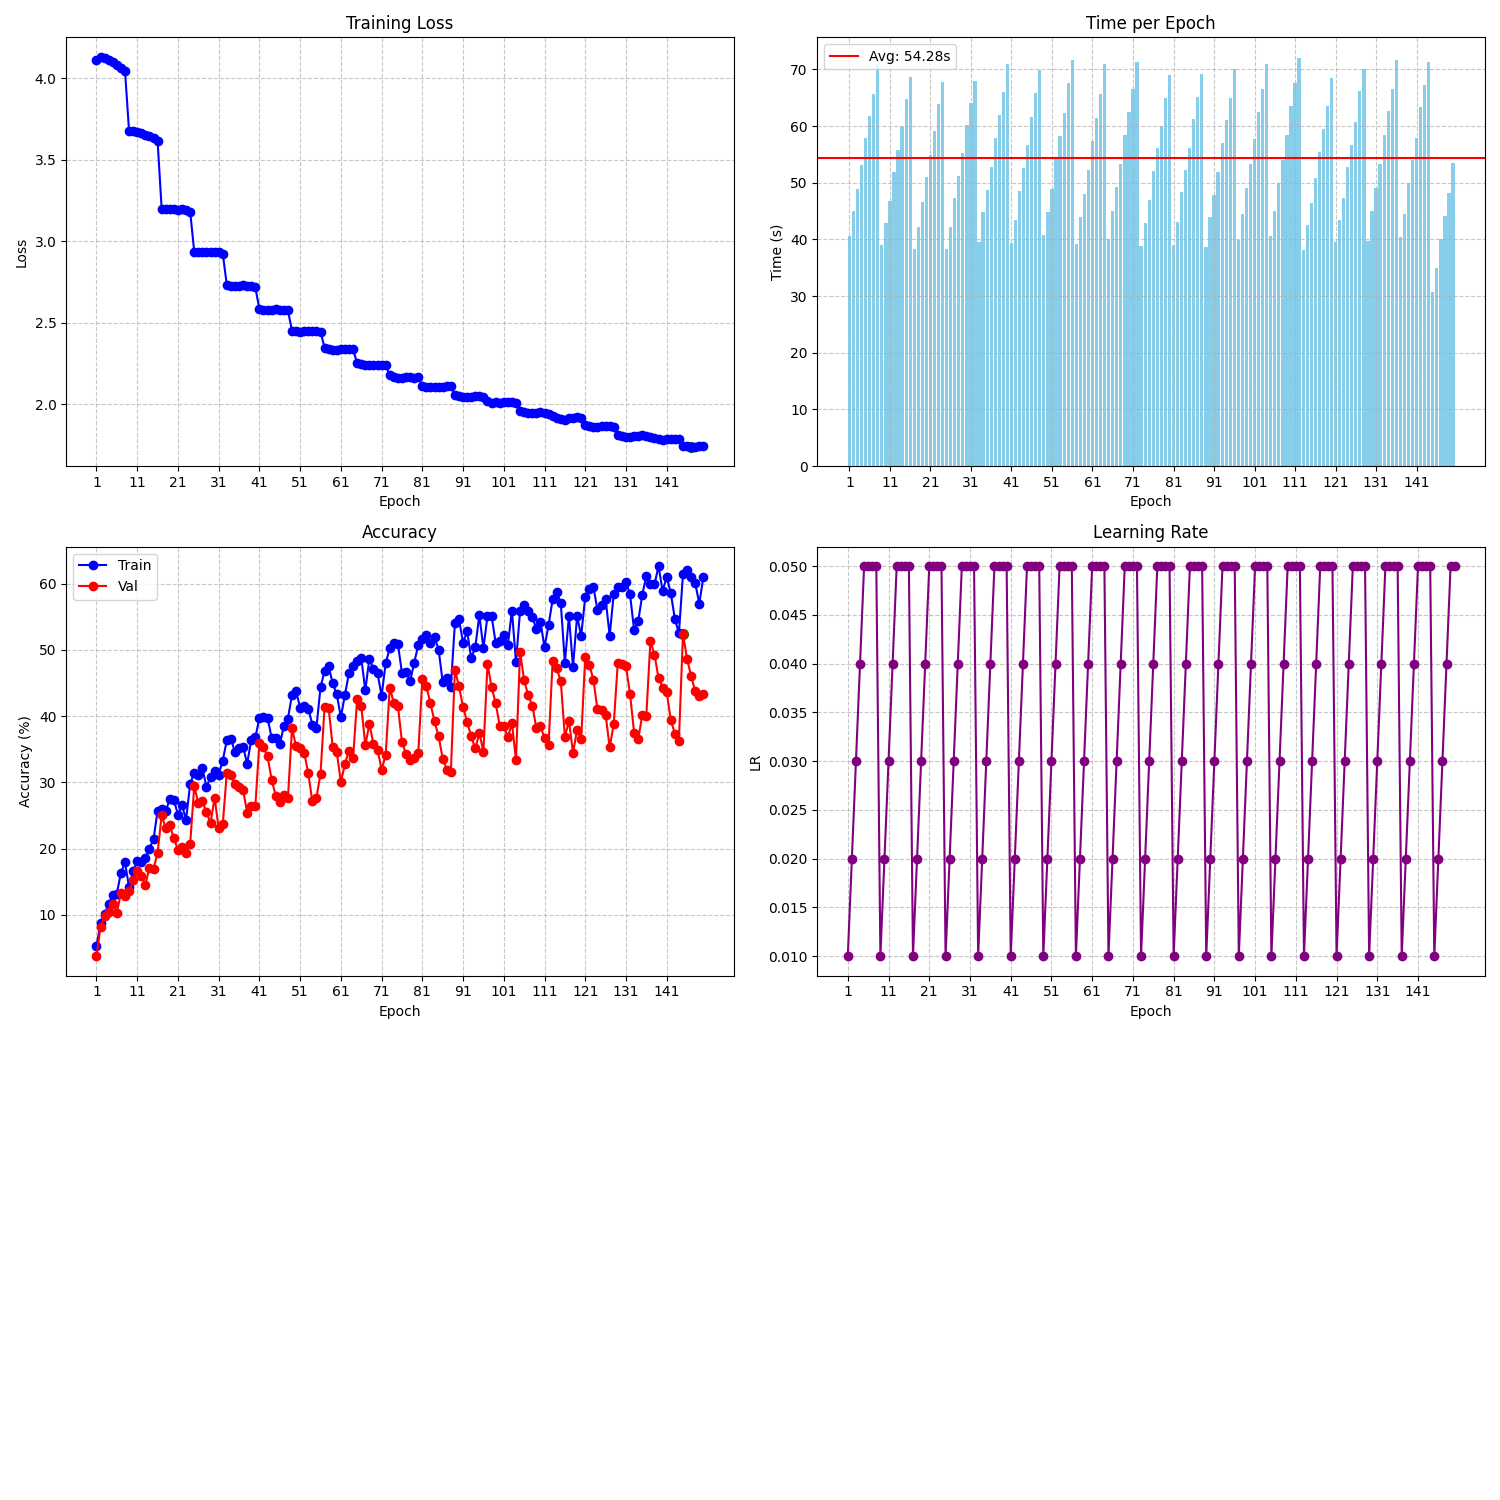 Training Loss
4.0
3.5
3.0
2.5
2.0
Loss
1 11 21 31 41 51 61 71 81 91 101 111 121 131 141
Epoch
Time per Epoch
Avg: 54.28s
70
60
50
40
30
20
10
0
Time (s)
1 11 21 31 41 51 61 71 81 91 101 111 121 131 141
Epoch
Accuracy
Train
Val
60
50
40
30
20
10
Accuracy (%)
1 11 21 31 41 51 61 71 81 91 101 111 121 131 141
Epoch
Learning Rate
0.050
0.045
0.040
0.035
0.030
0.025
0.020
0.015
0.010
LR
1 11 21 31 41 51 61 71 81 91 101 111 121 131 141
Epoch